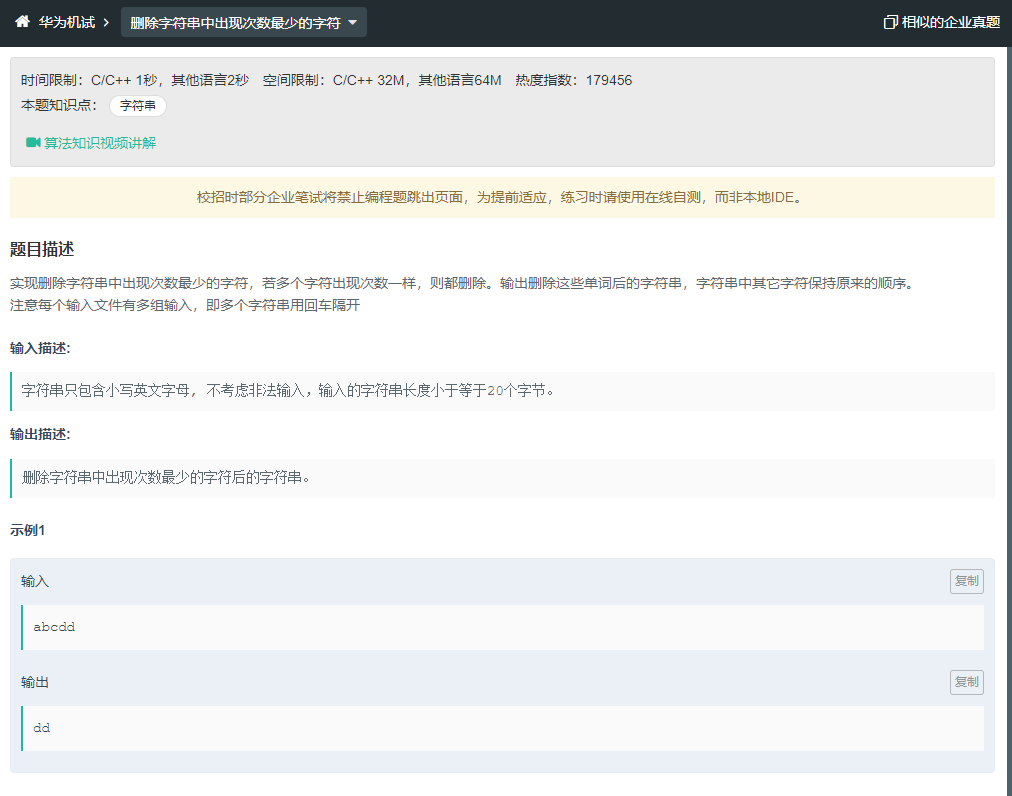 华为机试 删除字符串中出现次数最少的字符 相似的企业真题
时间限制：C/C++ 1秒，其他语言2秒 空间限制：C/C++ 32M，其他语言64M 热度指数：179456
本题知识点： 字符串
算法知识视频讲解
校招时部分企业笔试将禁止编程题跳出页面，为提前适应，练习时请使用在线自测，而非本地IDE。
题目描述
实现删除字符串中出现次数最少的字符，若多个字符出现次数一样，则都删除。输出删除这些单词后的字符串，字符串中其它字符保持原来的顺序。
注意每个输入文件有多组输入，即多个字符串用回车隔开
输入描述:
字符串只包含小写英文字母, 不考虑非法输入，输入的字符串长度小于等于20个字节。
输出描述:
删除字符串中出现次数最少的字符后的字符串。
示例1
输入 复制
abcdd
输出 复制
dd